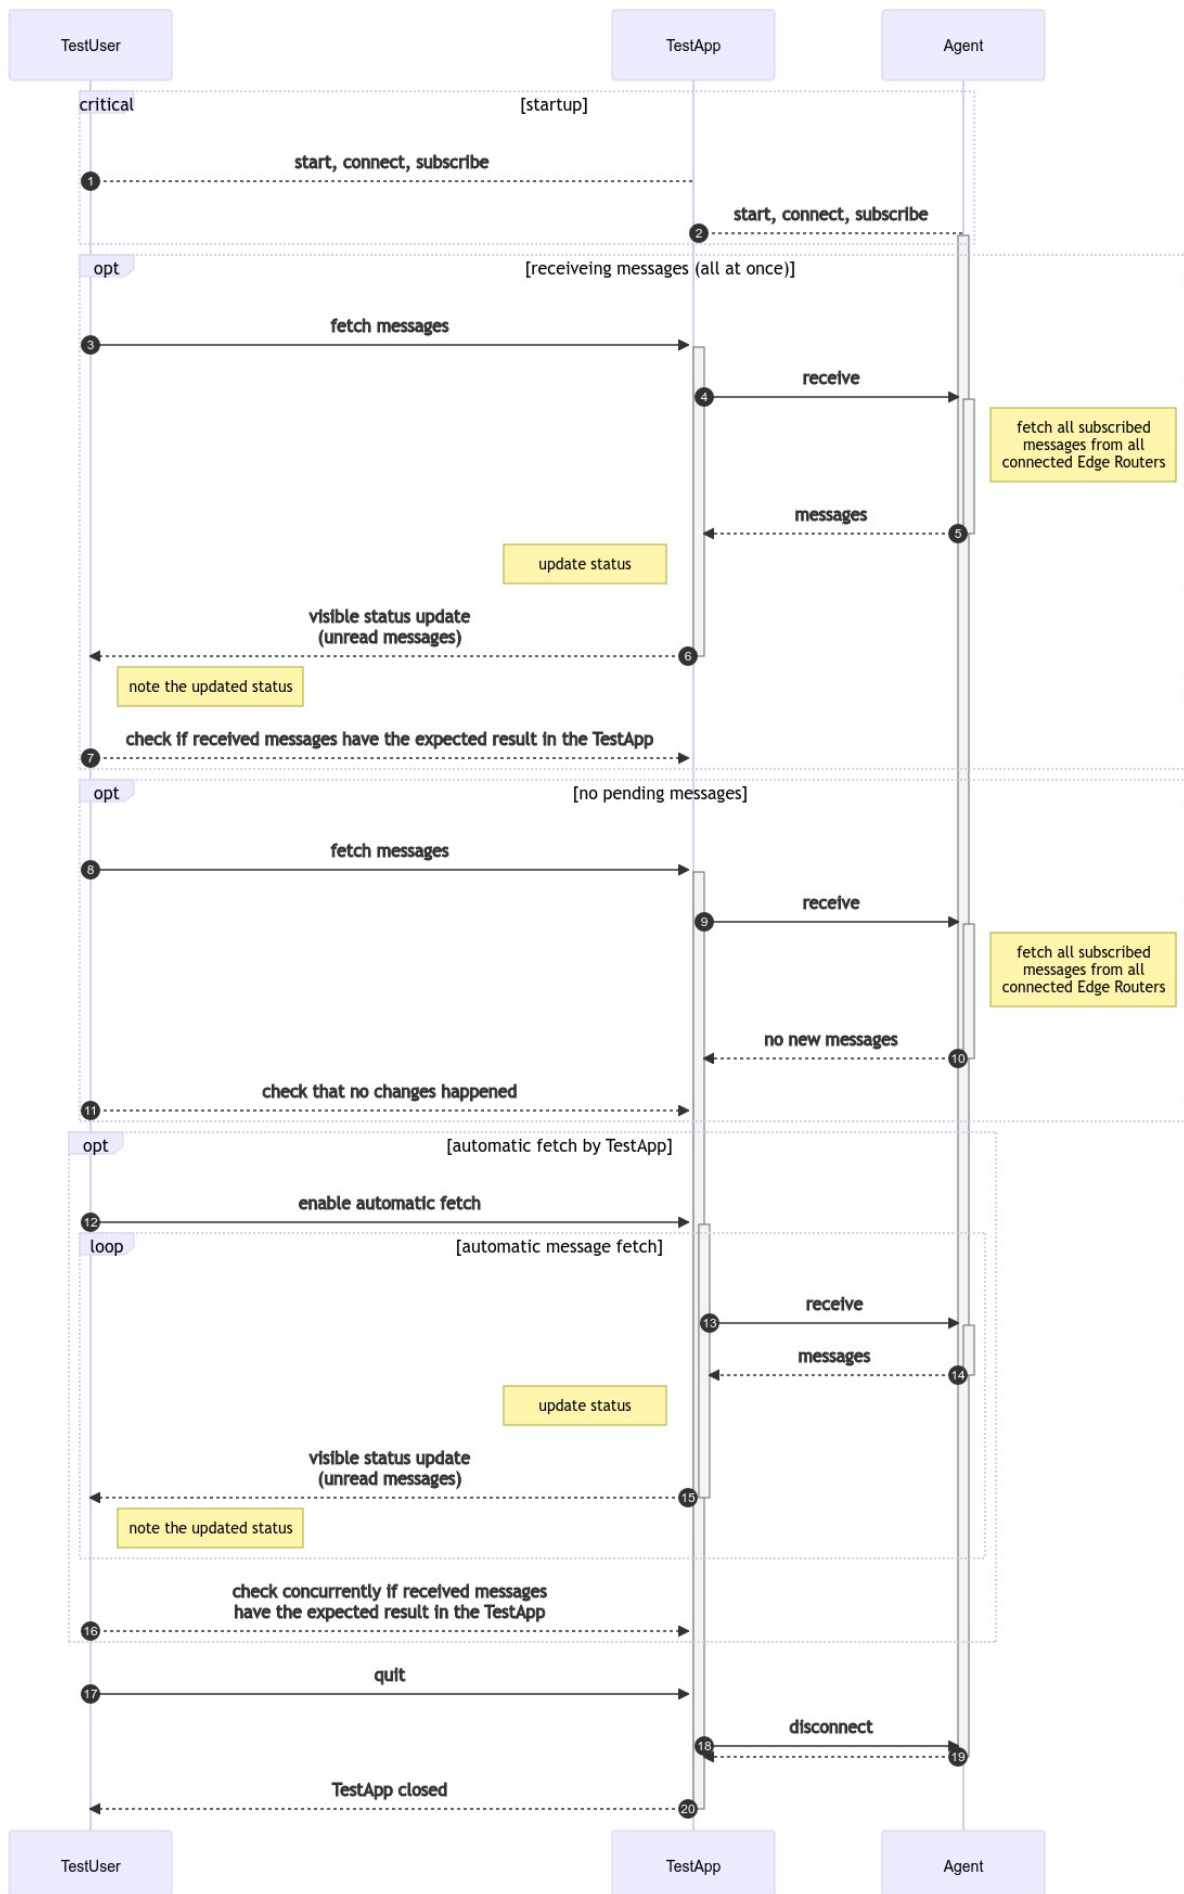 TestUser
TestApp
Agent
critical
[startup]
start, connect, subscribe
1
start, connect, subscribe
2
opt
[receiveing messages (all at once)]
fetch messages
3
receive
4
fetch all subscribed
messages from all
connected Edge Routers
messages
5
update status
visible status update
(unread messages)
6
note the updated status
check if received messages have the expected result in the TestApp
7
opt
[no pending messages]
fetch messages
8
receive
9
fetch all subscribed
messages from all
connected Edge Routers
no new messages
10
check that no changes happened
11
opt
[automatic fetch by TestApp]
enable automatic fetch
12
loop
[automatic message fetch]
receive
13
messages
14
update status
visible status update
(unread messages)
15
note the updated status
check concurrently if received messages
have the expected result in the TestApp
16
quit
17
disconnect
18
19
TestApp closed
20
TestUser
TestApp
Agent